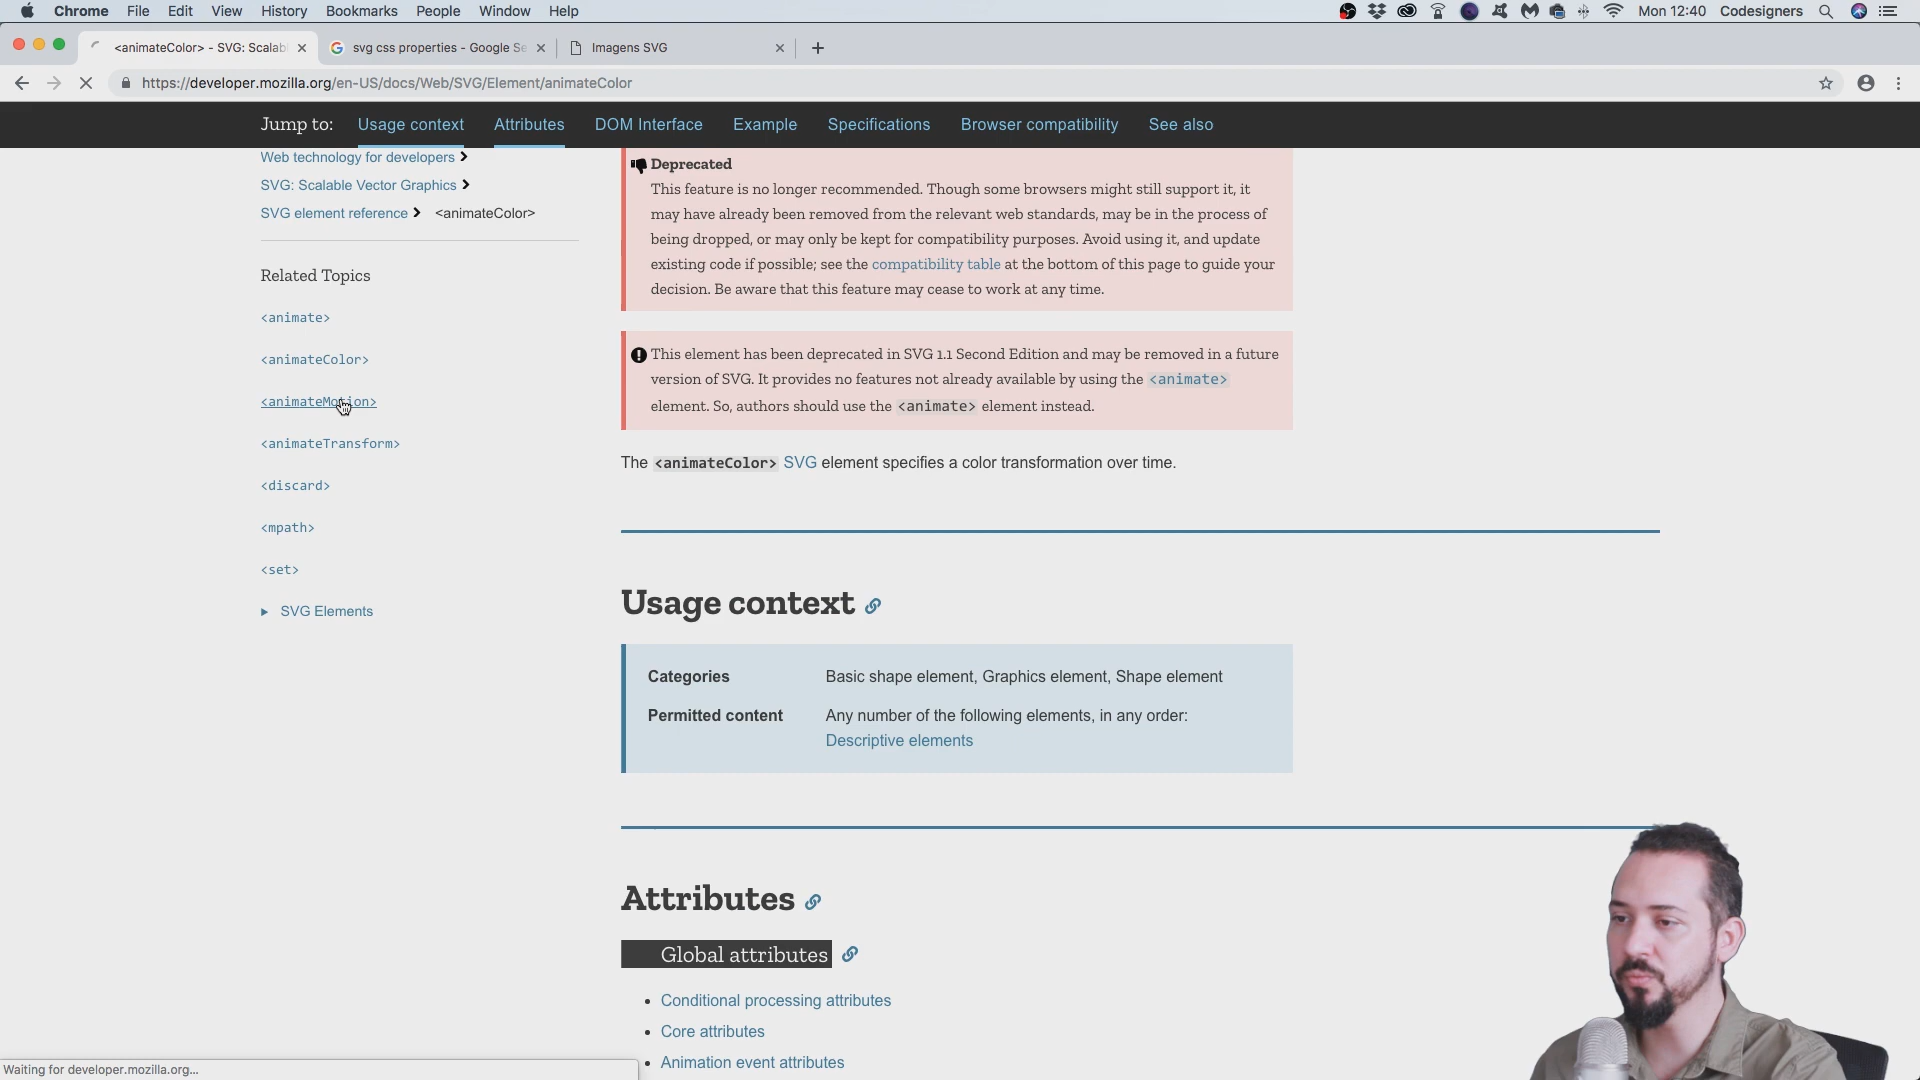 Chrome File Edit View History Bookmarks People Window Help Mon 12:40 Codesigners
<animateColor> - SVG: Scalab svg css properties - Google Se Imagens SVG
https://developer.mozilla.org/en-US/docs/Web/SVG/Element/animateColor
Jump to: Usage context Attributes DOM Interface Example Specifications Browser compatibility See also
Web technology for developers
SVG: Scalable Vector Graphics
SVG element reference <animateColor>
Related Topics
<animate>
<animateColor>
<animateMotion>
<animateTransform>
<discard>
<mpath>
<set>
SVG Elements
Deprecated
This feature is no longer recommended. Though some browsers might still support it, it
may have already been removed from the relevant web standards, may be in the process of
being dropped, or may only be kept for compatibility purposes. Avoid using it, and update
existing code if possible; see the compatibility table at the bottom of this page to guide your
decision. Be aware that this feature may cease to work at any time.
This element has been deprecated in SVG 1.1 Second Edition and may be removed in a future
version of SVG. It provides no features not already available by using the <animate>
element. So, authors should use the <animate> element instead.
The <animateColor> SVG element specifies a color transformation over time.
Usage context
Categories Basic shape element, Graphics element, Shape element
Permitted content Any number of the following elements, in any order:
Descriptive elements
Attributes
Global attributes
• Conditional processing attributes
• Core attributes
• Animation event attributes
Waiting for developer.mozilla.org...